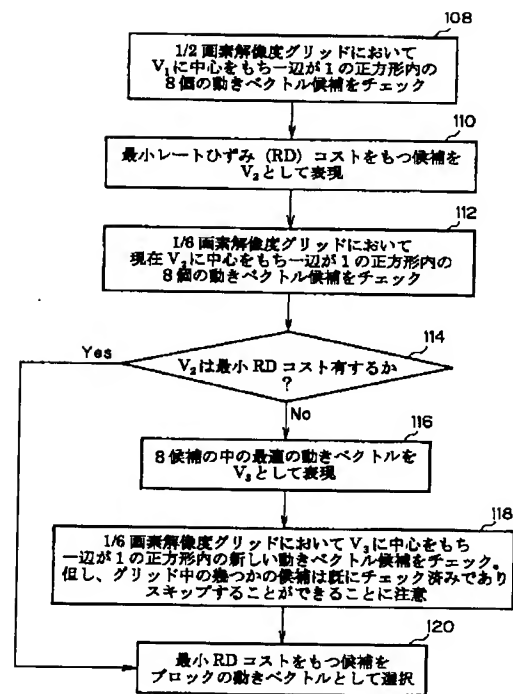 108
1/2 画素解像度グリッドにおいて
V₁に中心をもち一辺が1の正方形内の
8個の動きベクトル候補をチェック
110
最小レートひずみ (RD) コストをもつ候補を
V₂として表現
112
1/6 画素解像度グリッドにおいて
現在 V₂に中心をもち一辺が1の正方形内の
8個の動きベクトル候補をチェック
114
Yes
V₂は最小 RD コスト有するか
?
No
116
8候補の中の最適の動きベクトルを
V₃として表現
118
1/6 画素解像度グリッドにおいて V₃に中心をもち
一辺が1の正方形内の新しい動きベクトル候補をチェック。
但し、グリッド中の幾つかの候補は既にチェック済みであり
スキップすることができることに注意
120
最小 RD コストをもつ候補を
ブロックの動きベクトルとして選択